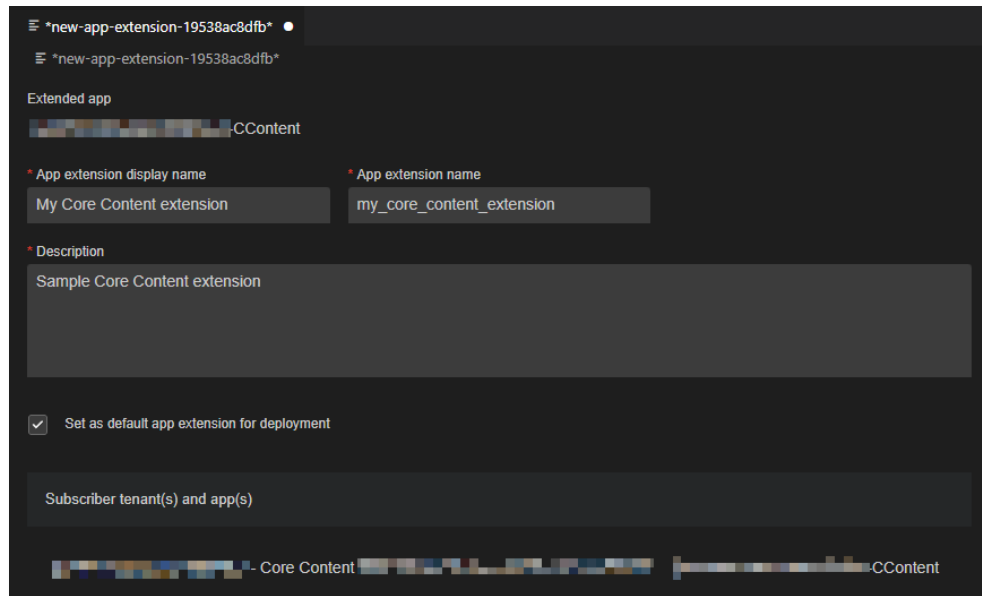 *new-app-extension-19538ac8dfb*
*new-app-extension-19538ac8dfb*
Extended app
-CContent
* App extension display name * App extension name
My Core Content extension my_core_content_extension
* Description
Sample Core Content extension
Set as default app extension for deployment
Subscriber tenant(s) and app(s)
- Core Content -CContent